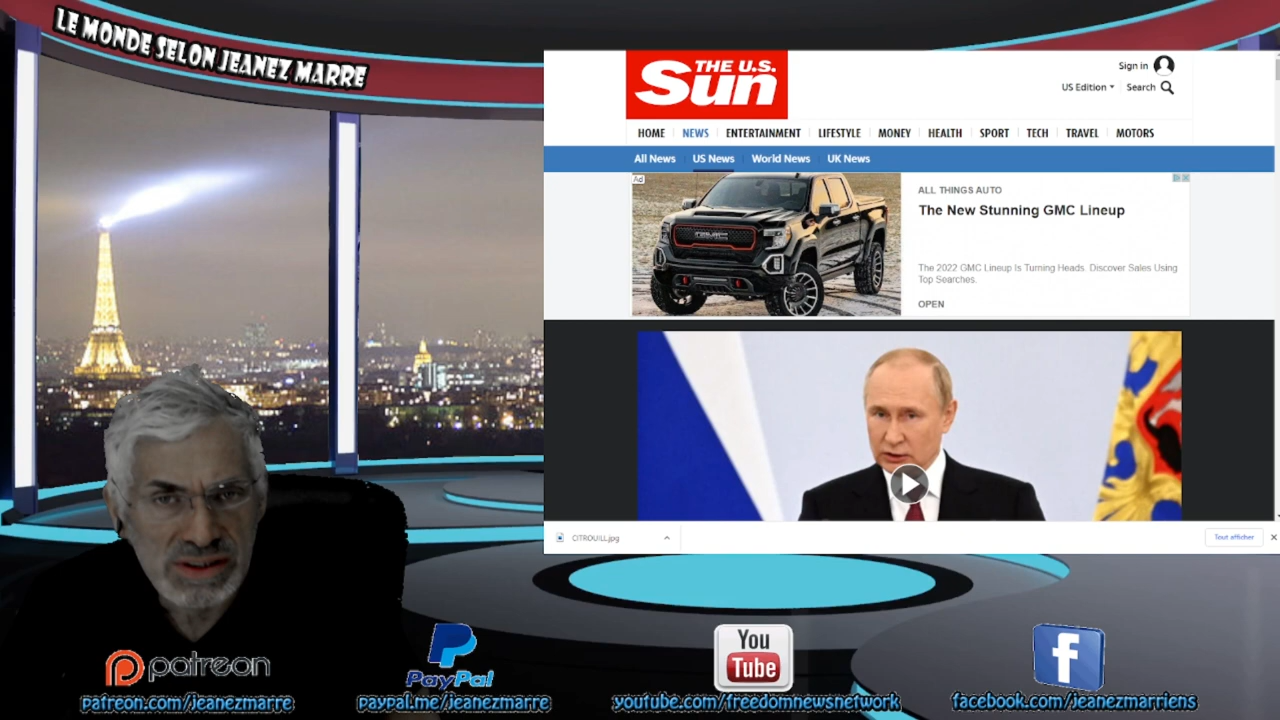 LE MONDE SELON JEANEZ MARRE
THE U.S.
Sun
Sign in
US Edition
Search
HOME NEWS ENTERTAINMENT LIFESTYLE MONEY HEALTH SPORT TECH TRAVEL MOTORS
All News US News World News UK News
Ad
ALL THINGS AUTO
The New Stunning GMC Lineup
GMC
The 2022 GMC Lineup Is Turning Heads. Discover Sales Using
Top Searches.
OPEN
CITROUILL.jpg
Tout afficher
patreon
PayPal
You
Tube
f
patreon.com/jeanezmarre
paypal.me/jeanezmarre
youtube.com/freedomnewsnetwork
facebook.com/jeanezmarriens